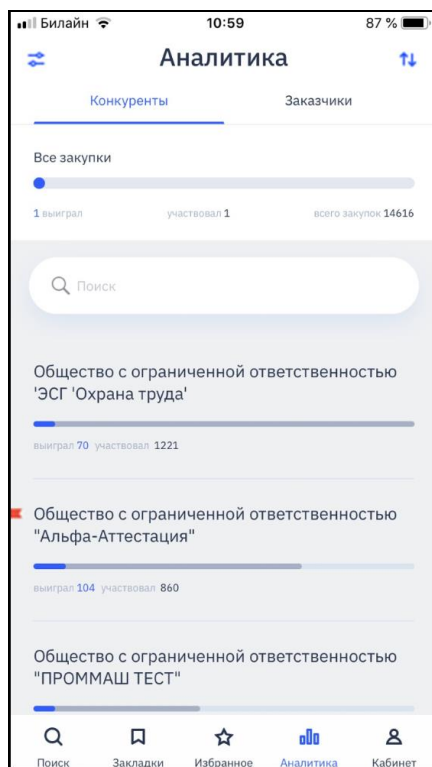 Билайн 10:59 87 %
Аналитика
Конкуренты Заказчики
Все закупки
1 выиграл участвовал 1 всего закупок 14616
Поиск
Общество с ограниченной ответственностью
'ЭСГ 'Охрана труда'
выиграл 70 участвовал 1221
Общество с ограниченной ответственностью
"Альфа-Аттестация"
выиграл 104 участвовал 860
Общество с ограниченной ответственностью
"ПРОММАШ ТЕСТ"
Поиск Закладки Избранное Аналитика Кабинет